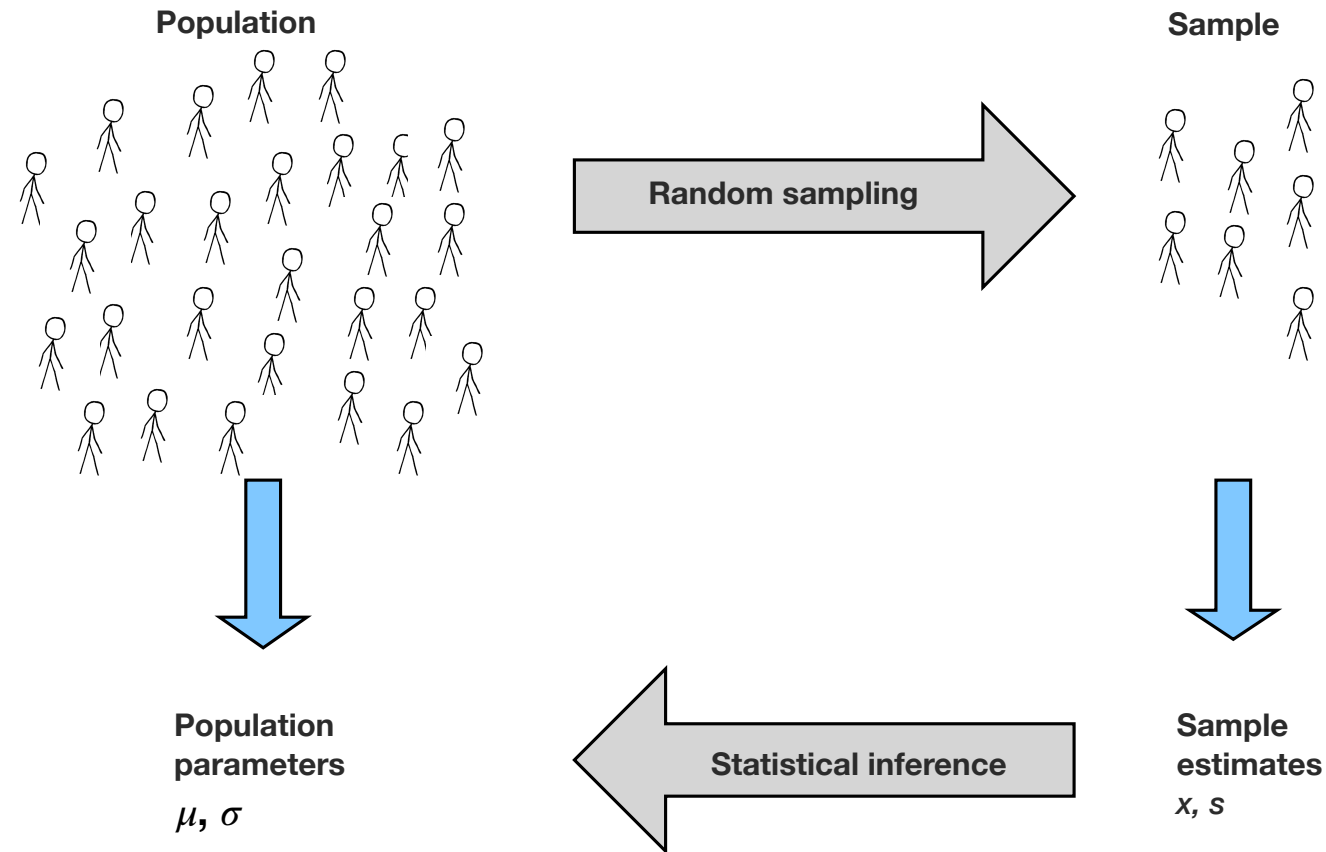 Population
Sample
Random sampling
Population
parameters
μ, σ
Statistical inference
Sample
estimates
x, s